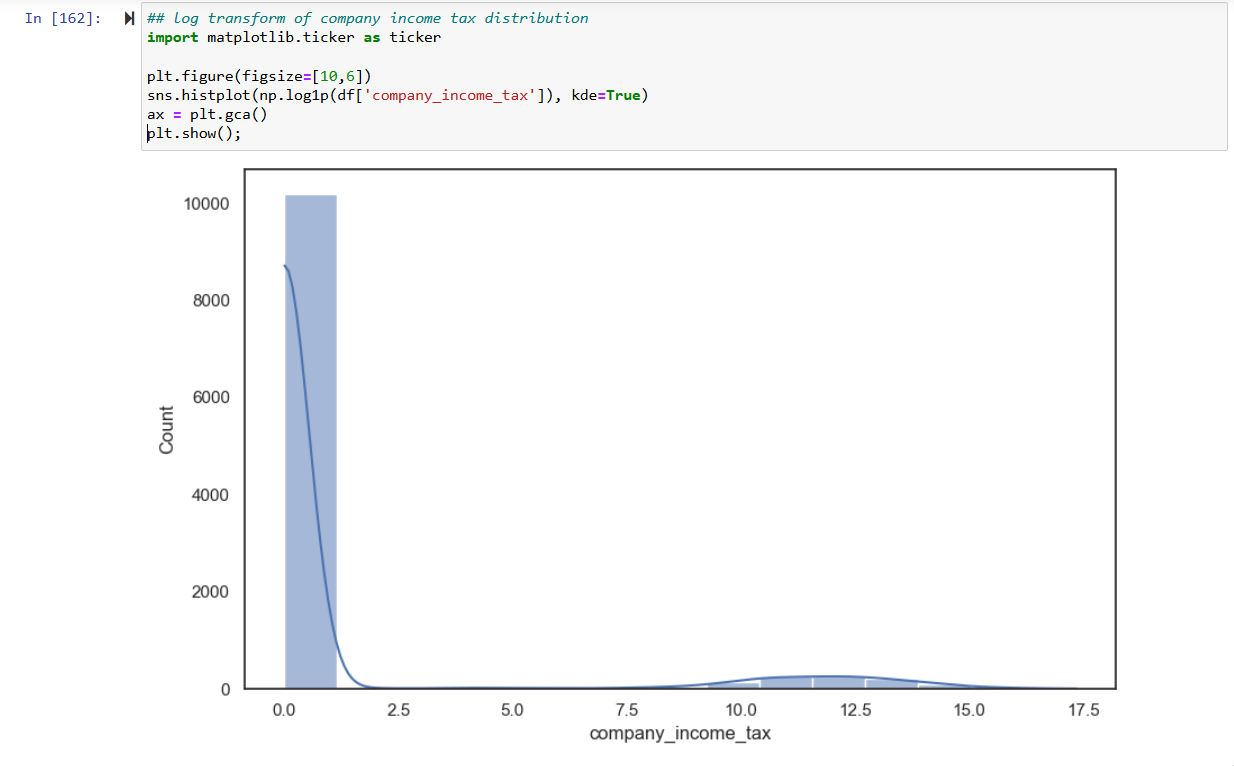 In [162]:
## log transform of company income tax distribution
import matplotlib.ticker as ticker
plt.figure(figsize=[10,6])
sns.histplot(np.log1p(df['company_income_tax']), kde=True)
ax = plt.gca()
plt.show();
10000
8000
6000
4000
2000
0
Count
0.0 2.5 5.0 7.5 10.0 12.5 15.0 17.5
company_income_tax